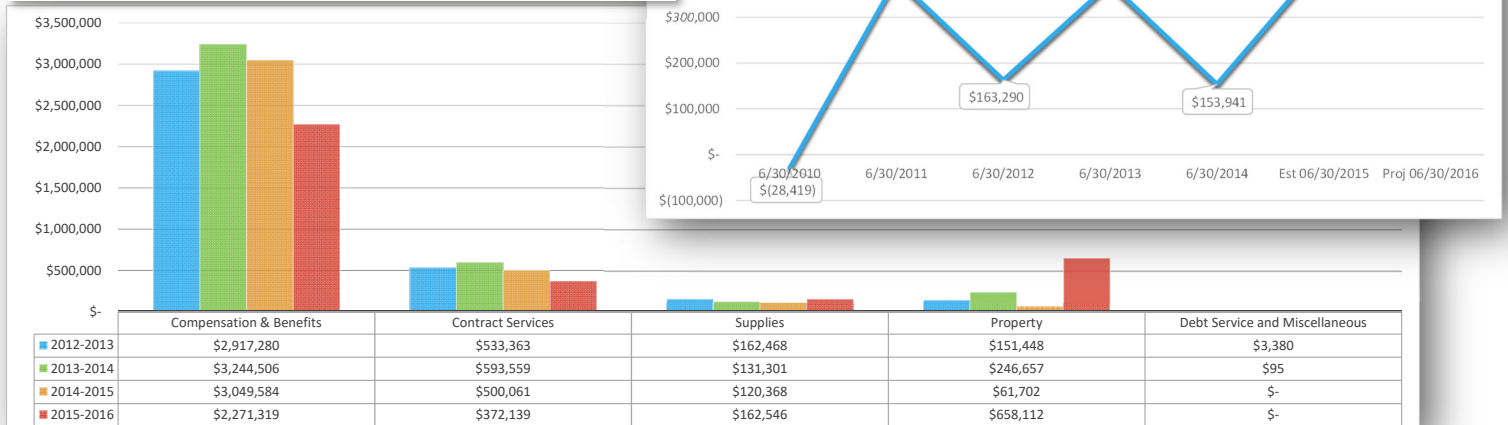 $3,500,000
$3,000,000
$2,500,000
$2,000,000
$1,500,000
$1,000,000
$500,000
$-
$300,000
$200,000
$100,000
$-
$(100,000)
$163,290
$153,941
$(28,419)
6/30/2010 6/30/2011 6/30/2012 6/30/2013 6/30/2014 Est 06/30/2015 Proj 06/30/2016
Compensation & Benefits Contract Services Supplies Property Debt Service and Miscellaneous
2012-2013 $2,917,280 $533,363 $162,468 $151,448 $3,380
2013-2014 $3,244,506 $593,559 $131,301 $246,657 $95
2014-2015 $3,049,584 $500,061 $120,368 $61,702 $-
2015-2016 $2,271,319 $372,139 $162,546 $658,112 $-